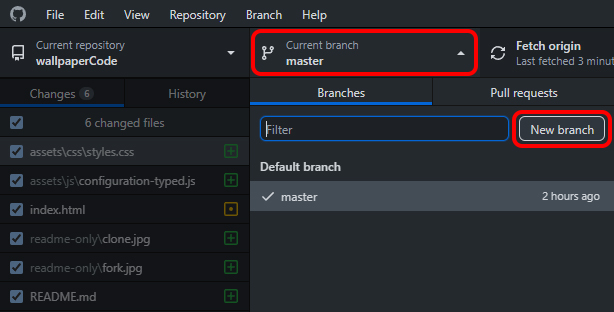 File Edit View Repository Branch Help
Current repository
wallpaperCode
Current branch
master
Fetch origin
Last fetched 3 minut
Changes 6
History
Branches
Pull requests
6 changed files
Filter
New branch
assets\css\styles.css
Default branch
assets\js\configuration-typed.js
master
2 hours ago
index.html
readme-only\clone.jpg
readme-only\fork.jpg
README.md